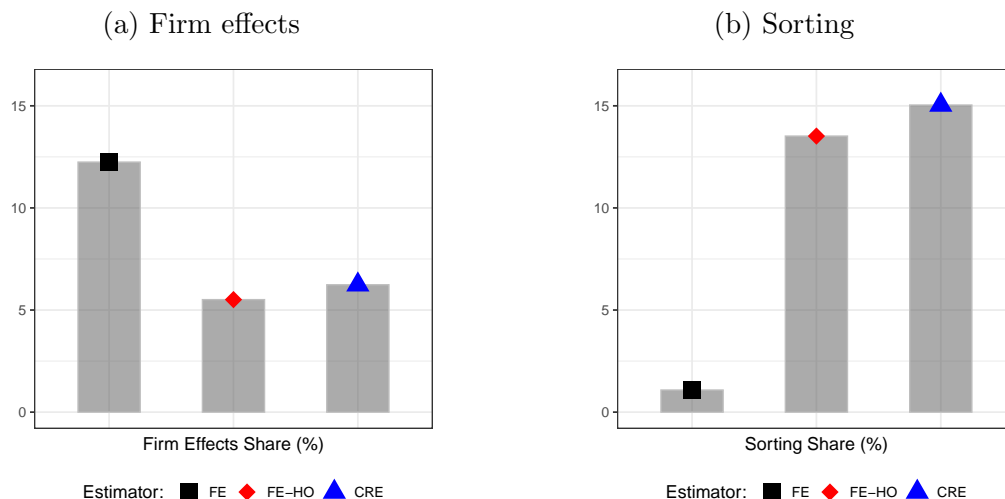 (a) Firm effects
15
10
5
0
Firm Effects Share (%)
Estimator: FE FE−HO CRE
(b) Sorting
15
10
5
0
Sorting Share (%)
Estimator: FE FE−HO CRE